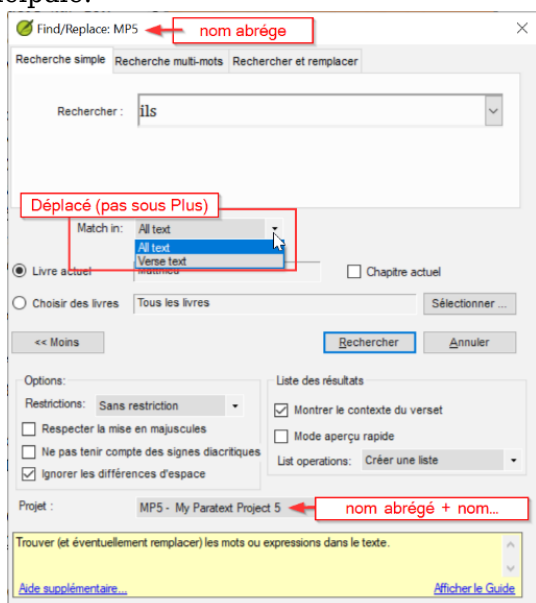 Find/Replace: MP5
nom abrége
Recherche simple Recherche multi-mots Rechercher et remplacer
Rechercher : ils
Déplacé (pas sous Plus)
Match in: All text
All text
Verse text
Livre actuel Matthieu Chapitre actuel
Choisir des livres Tous les livres Sélectionner ...
<< Moins Rechercher Annuler
Options: Liste des résultats
Restrictions: Sans restriction
Montrer le contexte du verset
Respecter la mise en majuscules
Mode aperçu rapide
Ne pas tenir compte des signes diacritiques
List operations: Créer une liste
Ignorer les différences d'espace
Projet : MP5 - My Paratext Project 5
nom abrégé + nom...
Trouver (et éventuellement remplacer) les mots ou expressions dans le texte.
Aide supplémentaire... Afficher le Guide